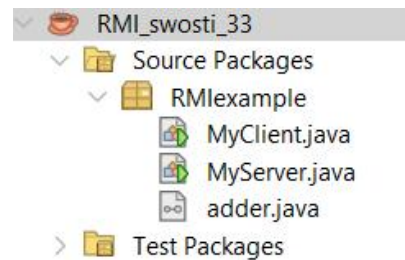 RMI_swosti_33
Source Packages
RMIexample
MyClient.java
MyServer.java
adder.java
Test Packages